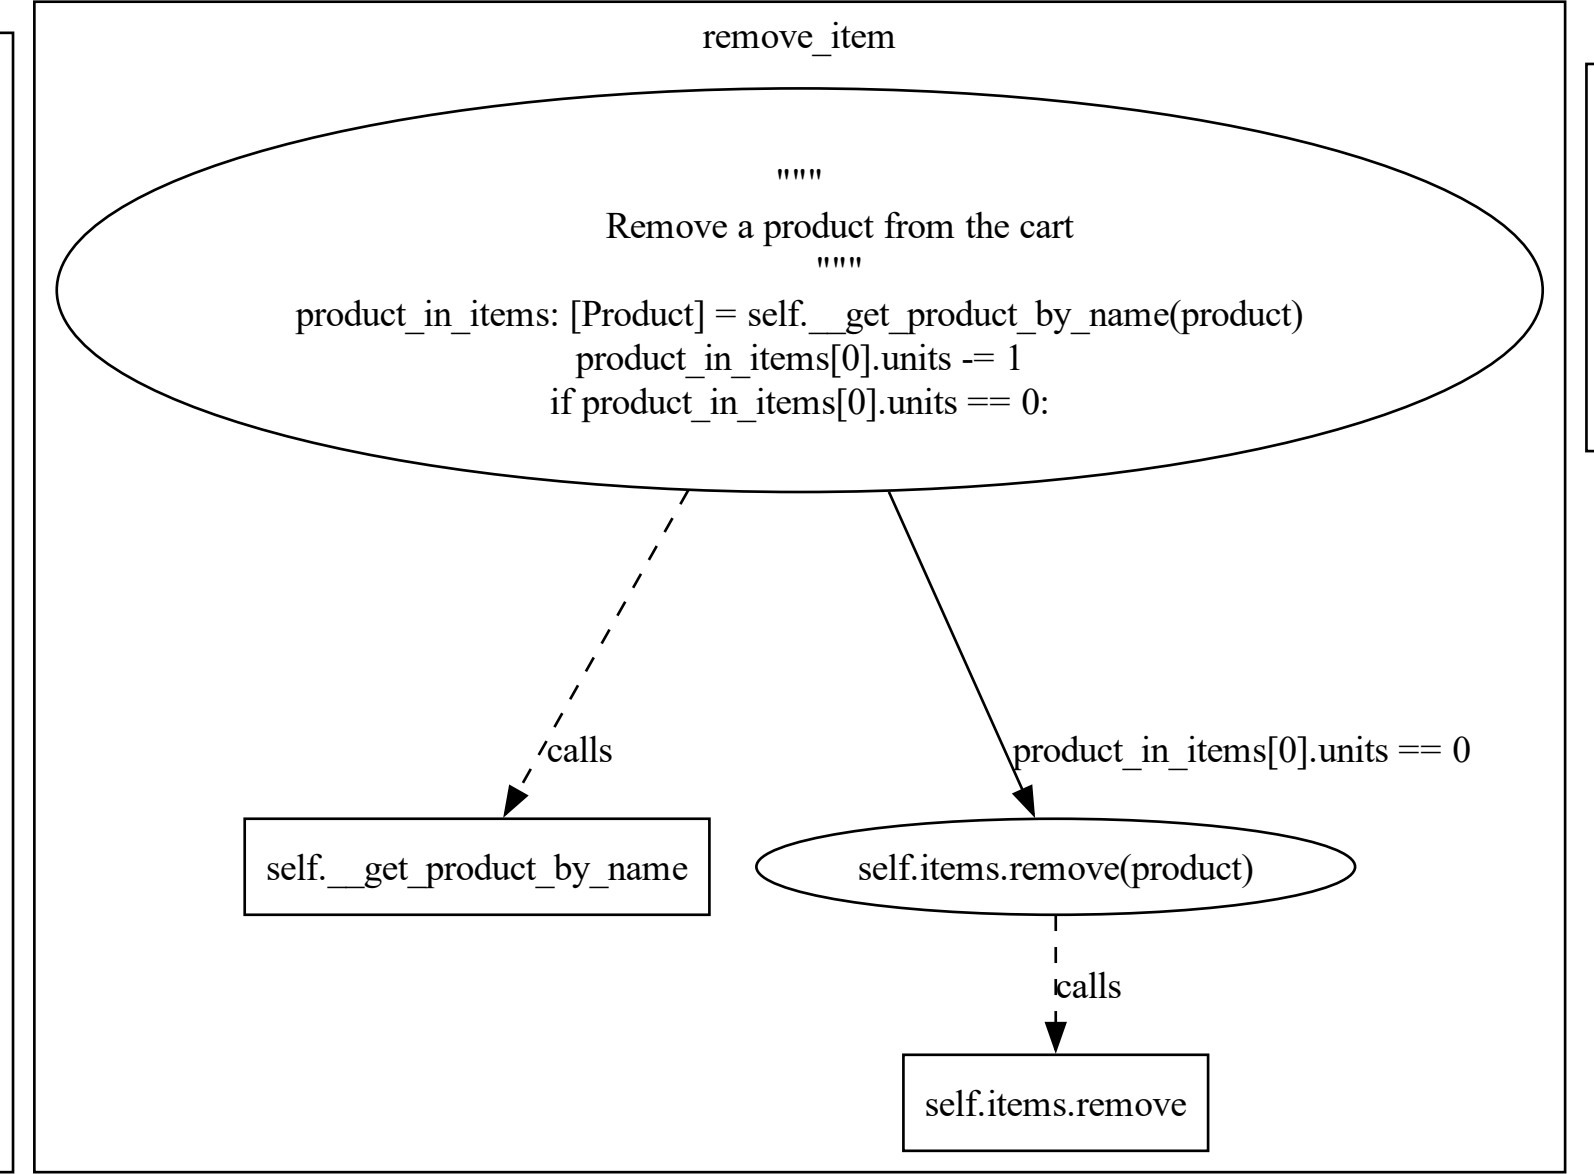 remove_item
"""
Remove a product from the cart
"""
product_in_items: [Product] = self.__get_product_by_name(product)
product_in_items[0].units -= 1
if product_in_items[0].units == 0:
calls
product_in_items[0].units == 0
self.__get_product_by_name
self.items.remove(product)
calls
self.items.remove